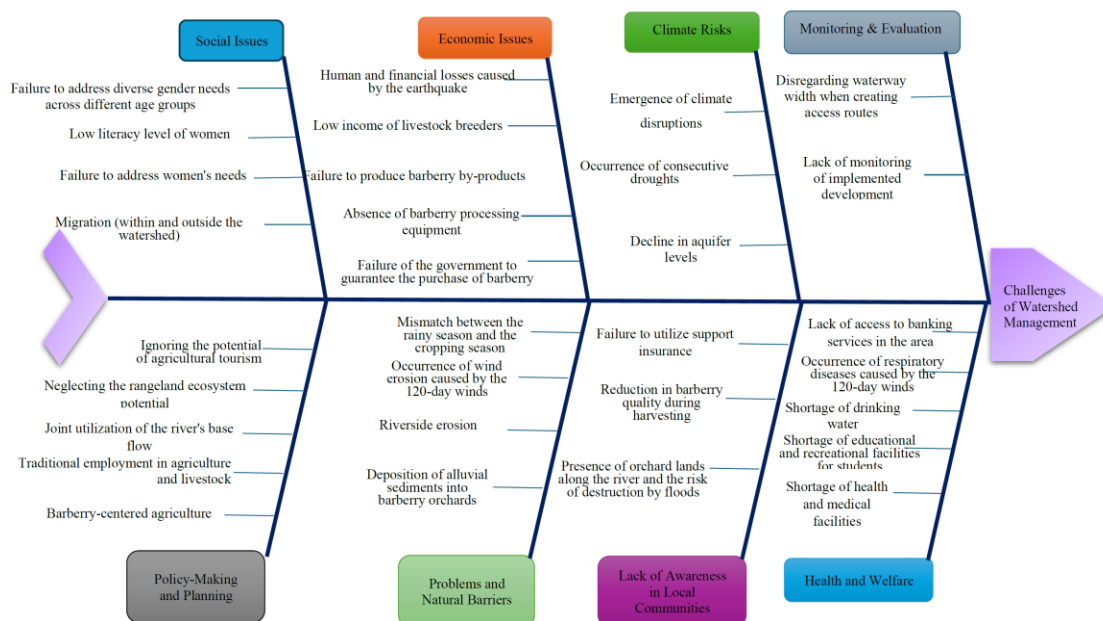 Social Issues
Economic Issues
Climate Risks
Monitoring & Evaluation
Failure to address diverse gender needs
across different age groups
Low literacy level of women
Failure to address women's needs
Migration (within and outside the
watershed)
Human and financial losses caused
by the earthquake
Low income of livestock breeders
Failure to produce barberry by-products
Absence of barberry processing
equipment
Failure of the government to
guarantee the purchase of barberry
Emergence of climate
disruptions
Occurrence of consecutive
droughts
Decline in aquifer
levels
Disregarding waterway
width when creating
access routes
Lack of monitoring
of implemented
development
Challenges
of Watershed
Management
Ignoring the potential
of agricultural tourism
Neglecting the rangeland ecosystem
potential
Joint utilization of the river's base
flow
Traditional employment in agriculture
and livestock
Barberry-centered agriculture
Mismatch between the
rainy season and the
cropping season
Occurrence of wind
erosion caused by the
120-day winds
Riverside erosion
Deposition of alluvial
sediments into
barberry orchards
Failure to utilize support
insurance
Reduction in barberry
quality during
harvesting
Presence of orchard lands
along the river and the risk
of destruction by floods
Lack of access to banking
services in the area
Occurrence of respiratory
diseases caused by the
120-day winds
Shortage of drinking
water
Shortage of educational
and recreational facilities
for students
Shortage of health
and medical
facilities
Policy-Making
and Planning
Problems and
Natural Barriers
Lack of Awareness
in Local
Communities
Health and Welfare